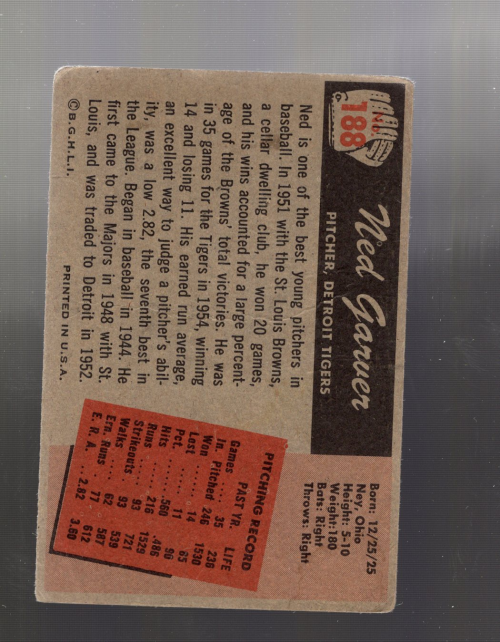 No.
188
Ned Garver
PITCHER, DETROIT TIGERS
Born: 12/25/25
Ney, Ohio
Height: 5-10
Weight: 180
Bats: Right
Throws: Right
Ned is one of the best young pitchers in
baseball. In 1951 with the St. Louis Browns,
a cellar dwelling club, he won 20 games,
and his wins accounted for a large percent-
age of the Browns' total victories. He was
in 35 games for the Tigers in 1954, winning
14 and losing 11. His earned run average,
an excellent way to judge a pitcher's abil-
ity, was a low 2.82, the seventh best in
the League. Began in baseball in 1944. He
first came to the Majors in 1948 with St.
Louis, and was traded to Detroit in 1952.
©B.G.H.L.I. PRINTED IN U.S.A.
PITCHING RECORD
PAST YR. LIFE
Games 35 238
In. Pitched 246 1530
Won 14 65
Lost 11 90
Pct. .560 .486
Hits 216 1529
Runs 93 721
Strikeouts 93 539
Walks 62 587
Ern. Runs 77 612
E. R. A. 2.82 3.60